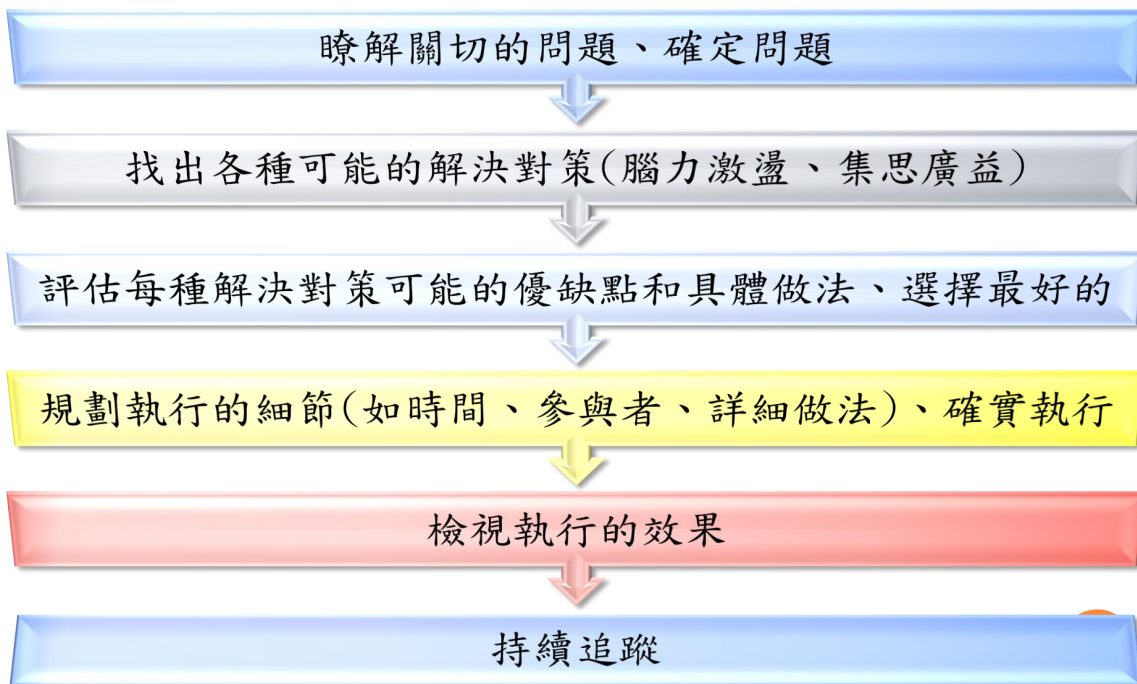 瞭解關切的問題、確定問題
找出各種可能的解決對策(腦力激盪、集思廣益)
評估每種解決對策可能的優缺點和具體做法、選擇最好的
規劃執行的細節(如時間、參與者、詳細做法)、確實執行
檢視執行的效果
持續追蹤